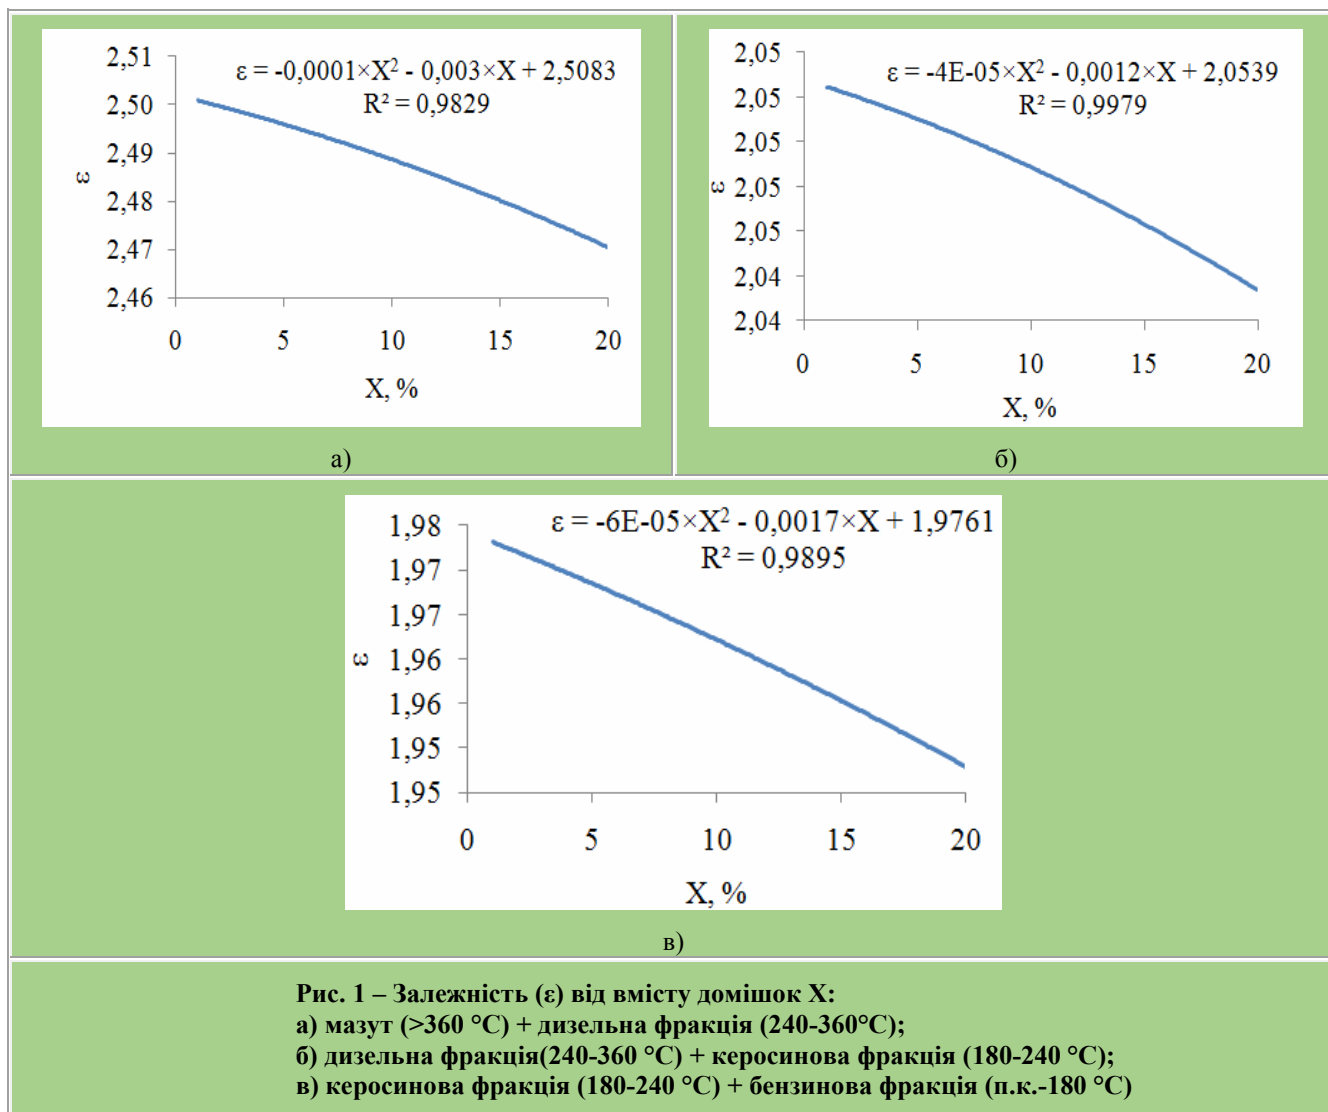 2,51
2,50
2,49
2,48
2,47
2,46
ε
ε = -0,0001×X² - 0,003×X + 2,5083
R² = 0,9829
0 5 10 15 20
X, %
а)
2,05
2,05
2,05
2,05
2,05
2,04
2,04
ε
ε = -4E-05×X² - 0,0012×X + 2,0539
R² = 0,9979
0 5 10 15 20
X, %
б)
1,98
1,97
1,97
1,96
1,96
1,95
1,95
ε
ε = -6E-05×X² - 0,0017×X + 1,9761
R² = 0,9895
0 5 10 15 20
X, %
в)
Рис. 1 – Залежність (ε) від вмісту домішок X:
а) мазут (>360 °C) + дизельна фракція (240-360°C);
б) дизельна фракція(240-360 °C) + керосинова фракція (180-240 °C);
в) керосинова фракція (180-240 °C) + бензинова фракція (п.к.-180 °C)